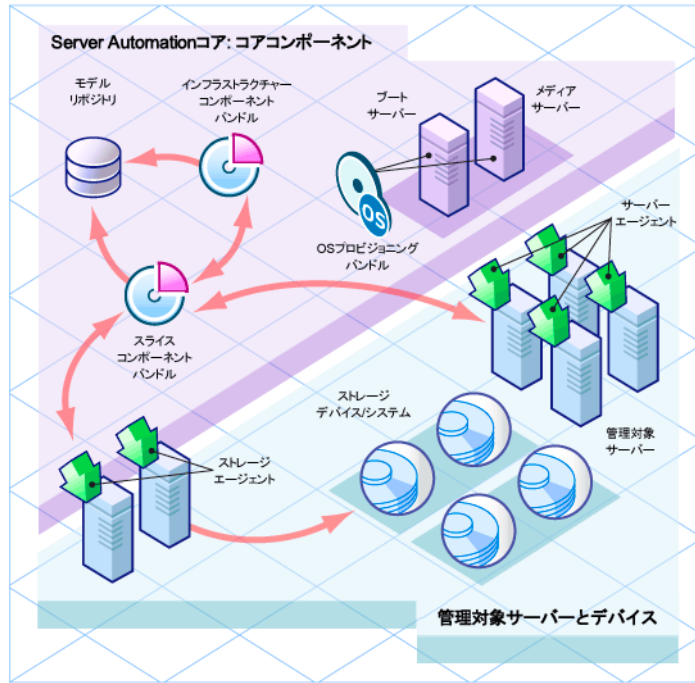 Server Automationコア: コアコンポーネント
モデル
リポジトリ
インフラストラクチャー
コンポーネント
バンドル
ブート
サーバー
メディア
サーバー
OS
OSプロビジョニング
バンドル
サーバー
エージェント
スライス
コンポーネント
バンドル
ストレージ
デバイス/システム
管理対象
サーバー
ストレージ
エージェント
管理対象サーバーとデバイス